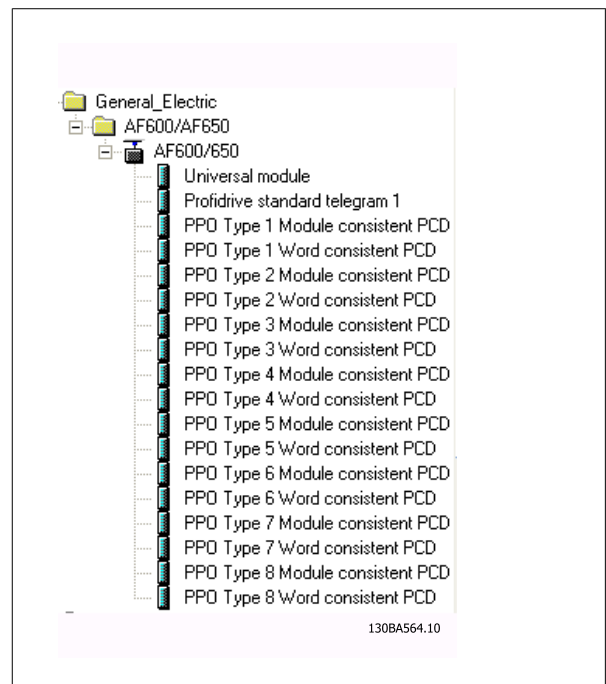 General_Electric
AF600/AF650
AF600/650
Universal module
Profidrive standard telegram 1
PPO Type 1 Module consistent PCD
PPO Type 1 Word consistent PCD
PPO Type 2 Module consistent PCD
PPO Type 2 Word consistent PCD
PPO Type 3 Module consistent PCD
PPO Type 3 Word consistent PCD
PPO Type 4 Module consistent PCD
PPO Type 4 Word consistent PCD
PPO Type 5 Module consistent PCD
PPO Type 5 Word consistent PCD
PPO Type 6 Module consistent PCD
PPO Type 6 Word consistent PCD
PPO Type 7 Module consistent PCD
PPO Type 7 Word consistent PCD
PPO Type 8 Module consistent PCD
PPO Type 8 Word consistent PCD
130BA564.10